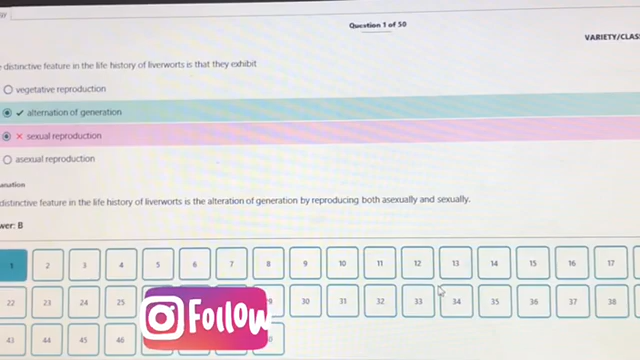 Question 1 of 50
VARIETY/CLAS
distinctive feature in the life history of liverworts is that they exhibit
vegetative reproduction
✓ alternation of generation
× sexual reproduction
asexual reproduction
anation
distinctive feature in the life history of liverworts is the alteration of generation by reproducing both asexually and sexually.
wer: B
1 2 3 4 5 6 7 8 9 10 11 12 13 14 15 16 17
22 23 24 25 30 31 32 33 34 35 36 37 38
43 44 45 46
Follow